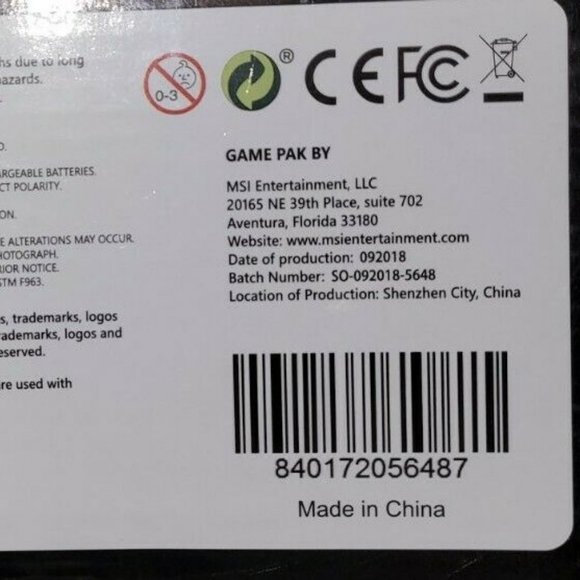 hs due to long
azards.
0-3
®
CE FC
D.
RGEABLE BATTERIES.
CT POLARITY.
ON.
E ALTERATIONS MAY OCCUR.
HOTOGRAPH.
RIOR NOTICE.
STM F963.
s, trademarks, logos
rademarks, logos and
eserved.
re used with
GAME PAK BY
MSI Entertainment, LLC
20165 NE 39th Place, suite 702
Aventura, Florida 33180
Website: www.msientertainment.com
Date of production: 092018
Batch Number: SO-092018-5648
Location of Production: Shenzhen City, China
840172056487
Made in China